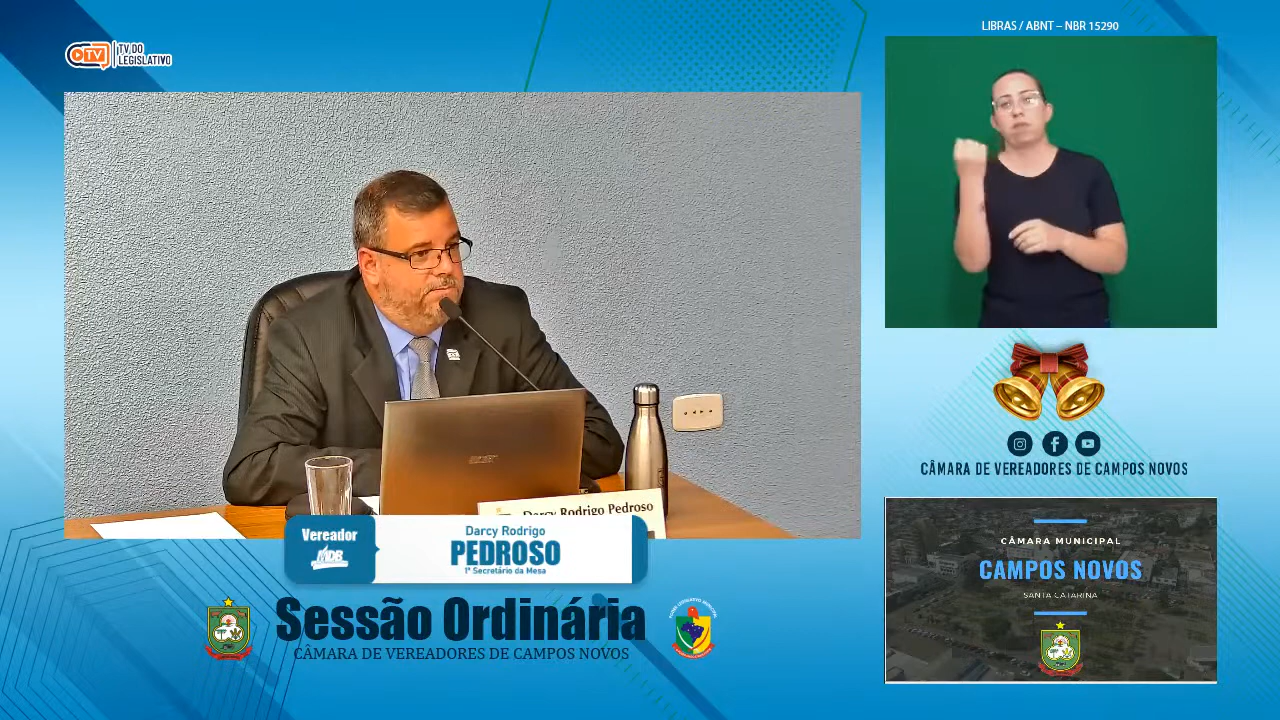 LIBRAS / ABNT – NBR 15290
TV
TV DO
LEGISLATIVO
Darcy Rodrigo Pedroso
Vereador
MDB
Darcy Rodrigo
PEDROSO
1º Secretário da Mesa
Sessão Ordinária
CÂMARA DE VEREADORES DE CAMPOS NOVOS
CÂMARA DE VEREADORES DE CAMPOS NOVOS
CÂMARA MUNICIPAL
CAMPOS NOVOS
SANTA CATARINA